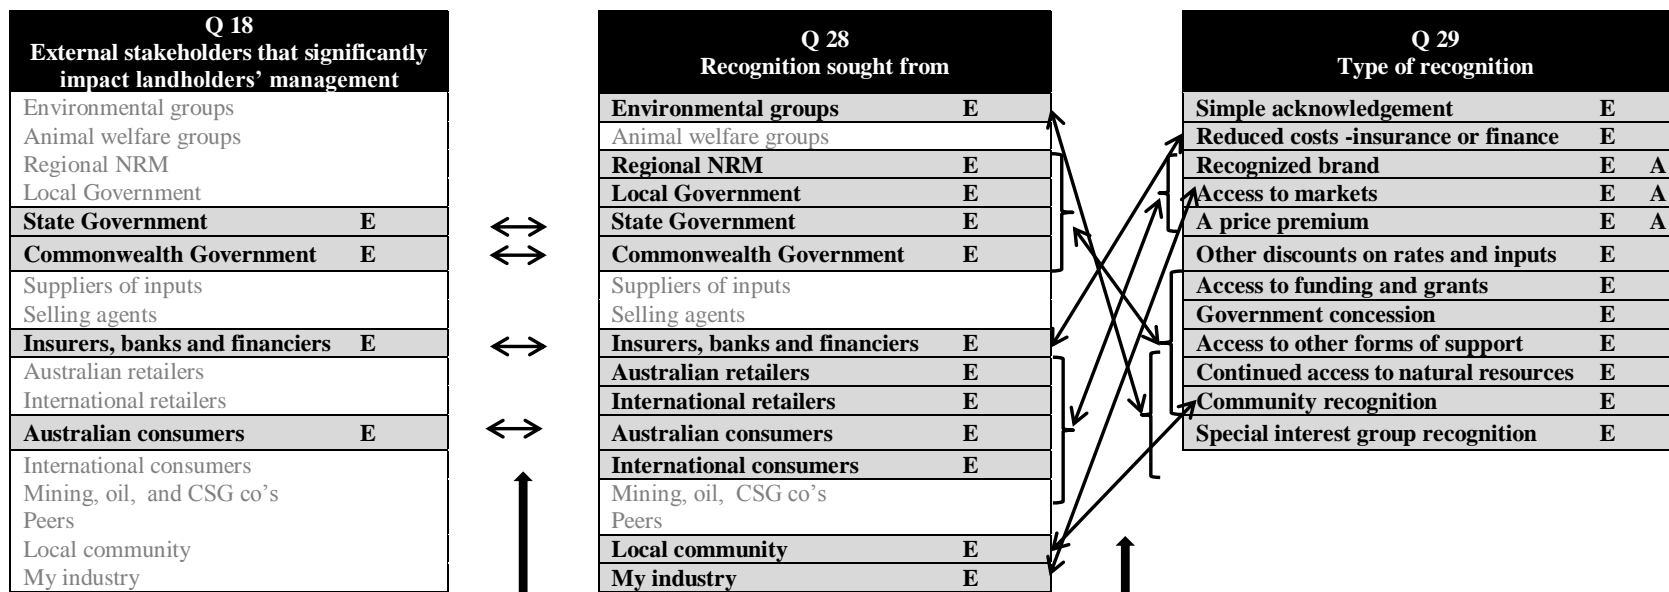 Q 18
External stakeholders that significantly
impact landholders' management
Environmental groups
Animal welfare groups
Regional NRM
Local Government
State Government E
Commonwealth Government E
Suppliers of inputs
Selling agents
Insurers, banks and financiers E
Australian retailers
International retailers
Australian consumers E
International consumers
Mining, oil, and CSG co's
Peers
Local community
My industry
Q 28
Recognition sought from
Environmental groups E
Animal welfare groups
Regional NRM E
Local Government E
State Government E
Commonwealth Government E
Suppliers of inputs
Selling agents
Insurers, banks and financiers E
Australian retailers E
International retailers E
Australian consumers E
International consumers E
Mining, oil, CSG co's
Peers
Local community E
My industry E
Q 29
Type of recognition
Simple acknowledgement E
Reduced costs -insurance or finance E
Recognized brand E A
Access to markets E A
A price premium E A
Other discounts on rates and inputs E
Access to funding and grants E
Government concession E
Access to other forms of support E
Continued access to natural resources E
Community recognition E
Special interest group recognition E